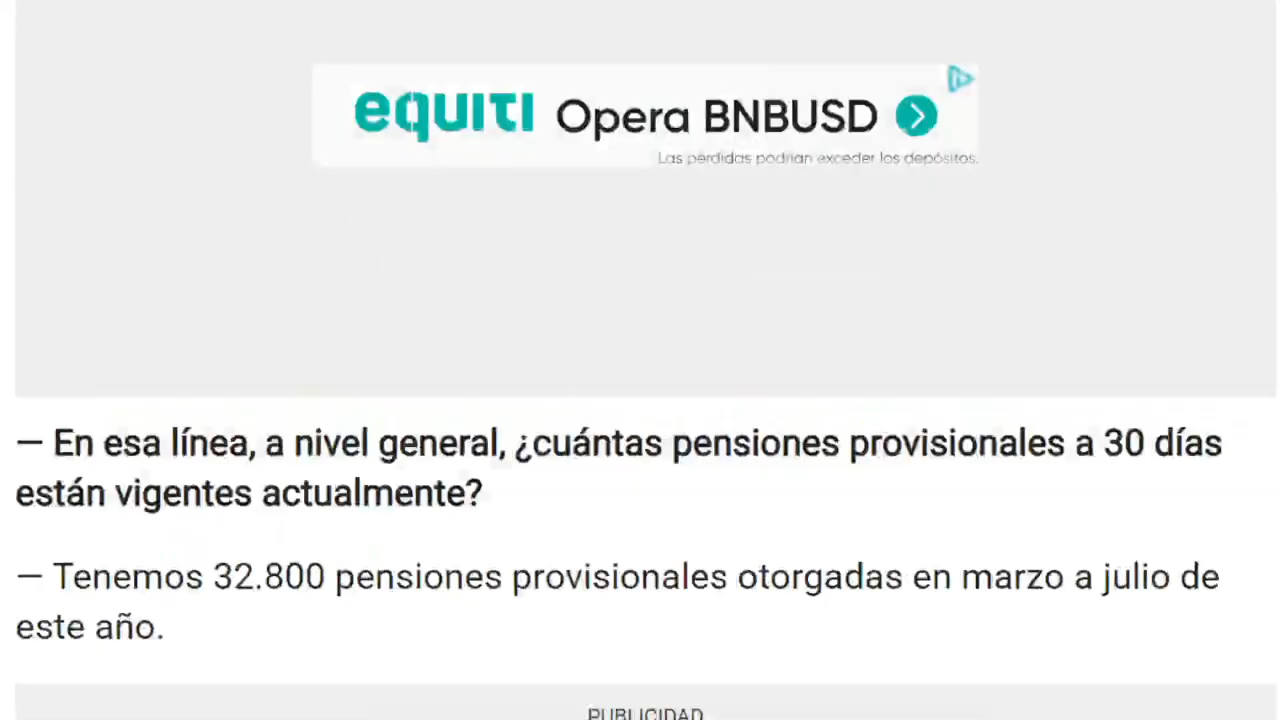 equiti Opera BNBUSD
Las pérdidas podrían exceder los depósitos.
— En esa línea, a nivel general, ¿cuántas pensiones provisionales a 30 días
están vigentes actualmente?
— Tenemos 32.800 pensiones provisionales otorgadas en marzo a julio de
este año.
PUBLICIDAD